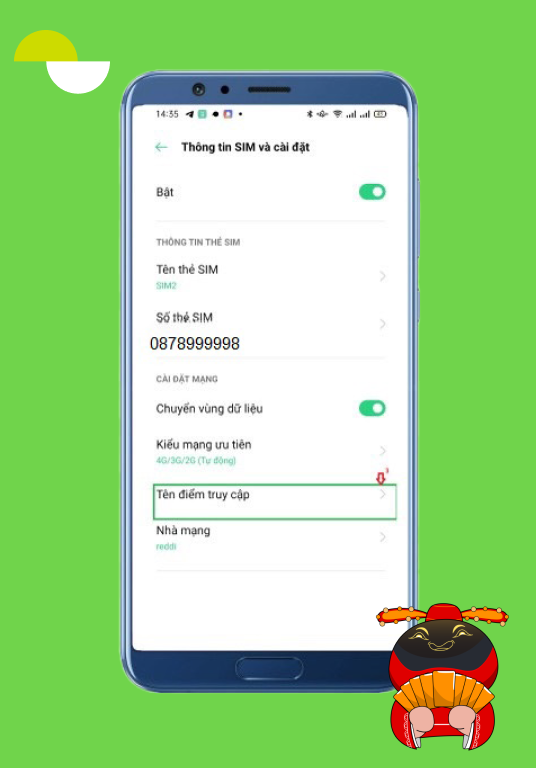 14:35
Thông tin SIM và cài đặt
Bật
THÔNG TIN THẺ SIM
Tên thẻ SIM
SIM2
Số thẻ SIM
0878999998
CÀI ĐẶT MẠNG
Chuyển vùng dữ liệu
Kiểu mạng ưu tiên
4G/3G/2G (Tự động)
3
Tên điểm truy cập
Nhà mạng
reddi